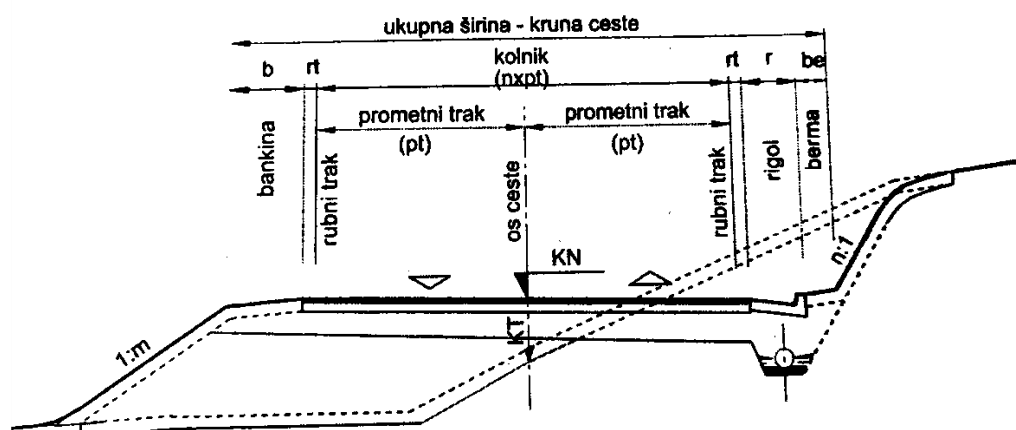 ukupna širina - kruna ceste
b
rt
kolnik
(nxpt)
rt
r
be
prometni trak
(pt)
prometni trak
(pt)
bankina
rubni trak
os ceste
rubni trak
rigol
berma
KN
KT
1:m
n:1